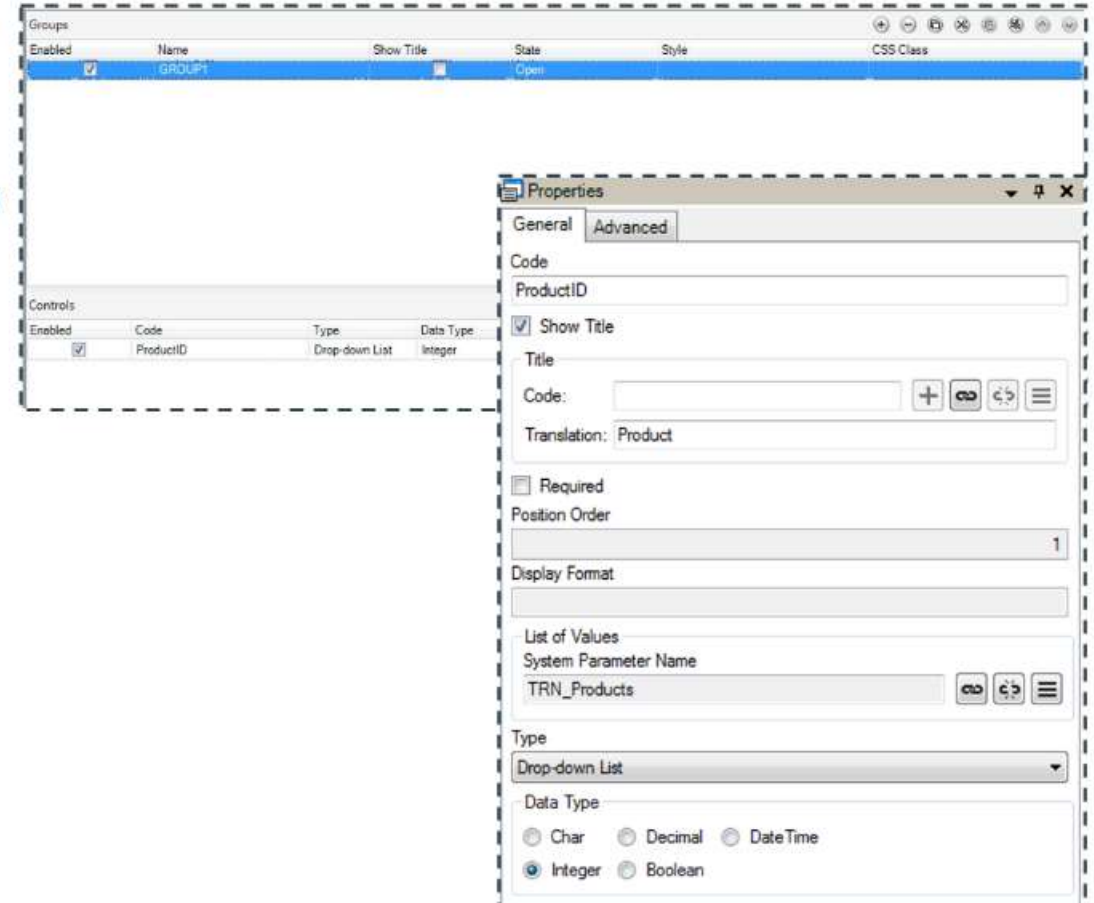 Groups
Enabled Name Show Title State Style CSS Class
GROUP1 Open
Properties
General Advanced
Code
ProductID
Show Title
Title
Code:
Translation: Product
Required
Position Order
1
Display Format
List of Values
System Parameter Name
TRN_Products
Type
Drop-down List
Data Type
Char Decimal DateTime
Integer Boolean
Controls
Enabled Code Type Data Type
ProductID Drop-down List Integer